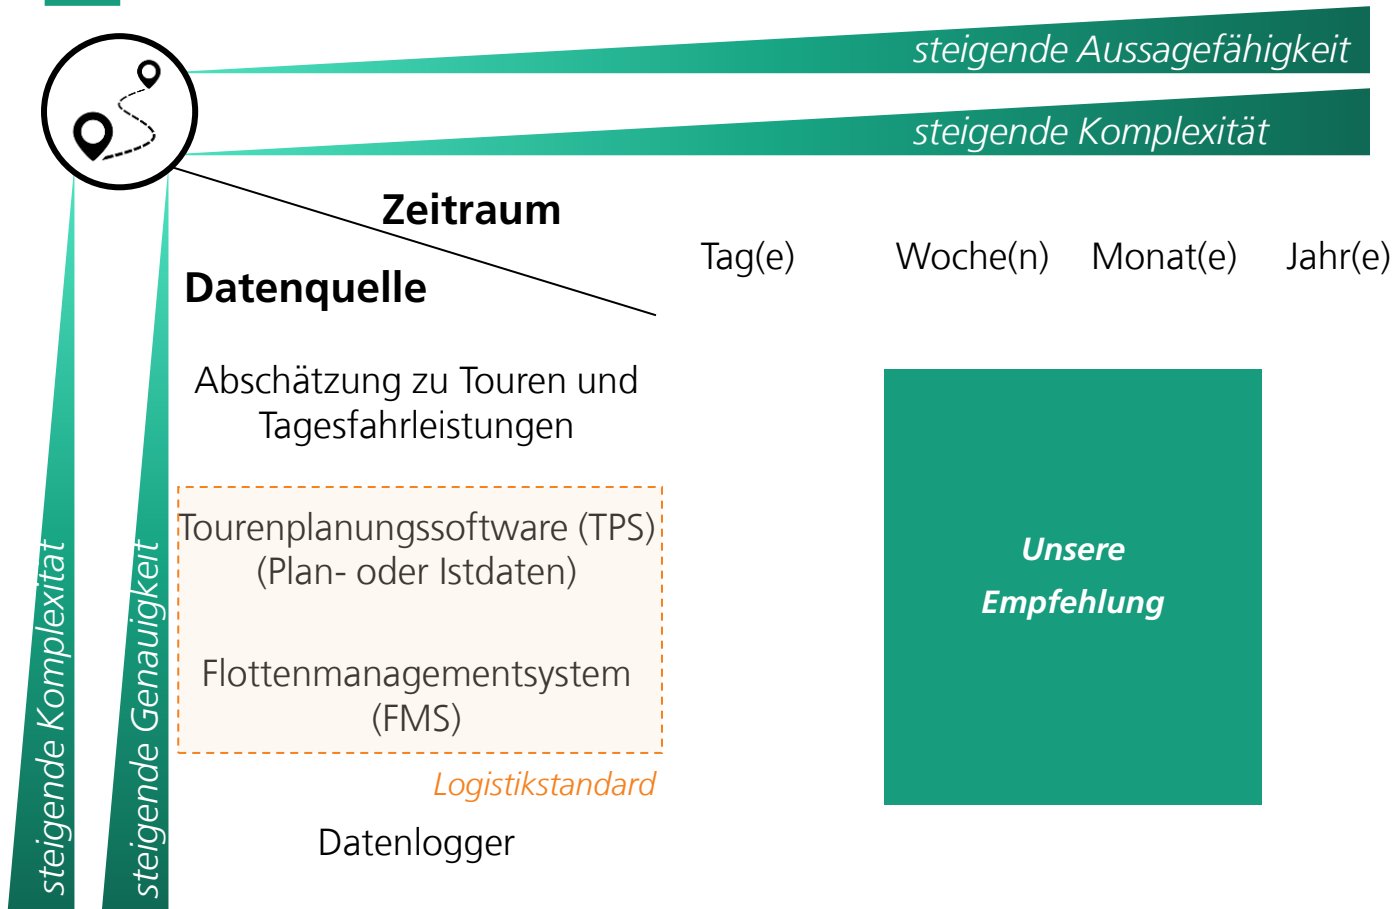 steigende Aussagefähigkeit
steigende Komplexität
Zeitraum
Tag(e) Woche(n) Monat(e) Jahr(e)
Datenquelle
Abschätzung zu Touren und
Tagesfahrleistungen
Tourenplanungssoftware (TPS)
(Plan- oder Istdaten)
Unsere
Empfehlung
Flottenmanagementsystem
(FMS)
Logistikstandard
Datenlogger
steigende Komplexität
steigende Genauigkeit